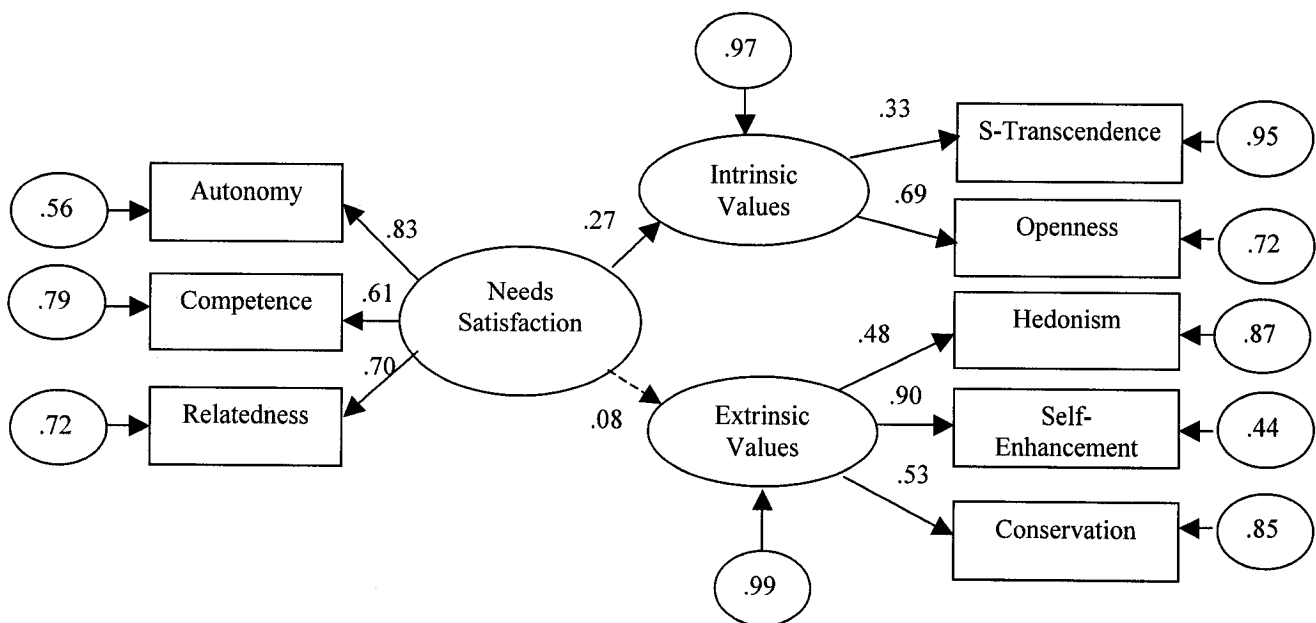 .97
.33
S-Transcendence
.95
Intrinsic
Values
.69
Openness
.72
.56
Autonomy
.83
.27
.79
Competence
.61
Needs
Satisfaction
.70
.72
Relatedness
.08
.48
Hedonism
.87
Extrinsic
Values
.90
Self-
Enhancement
.44
.53
Conservation
.85
.99